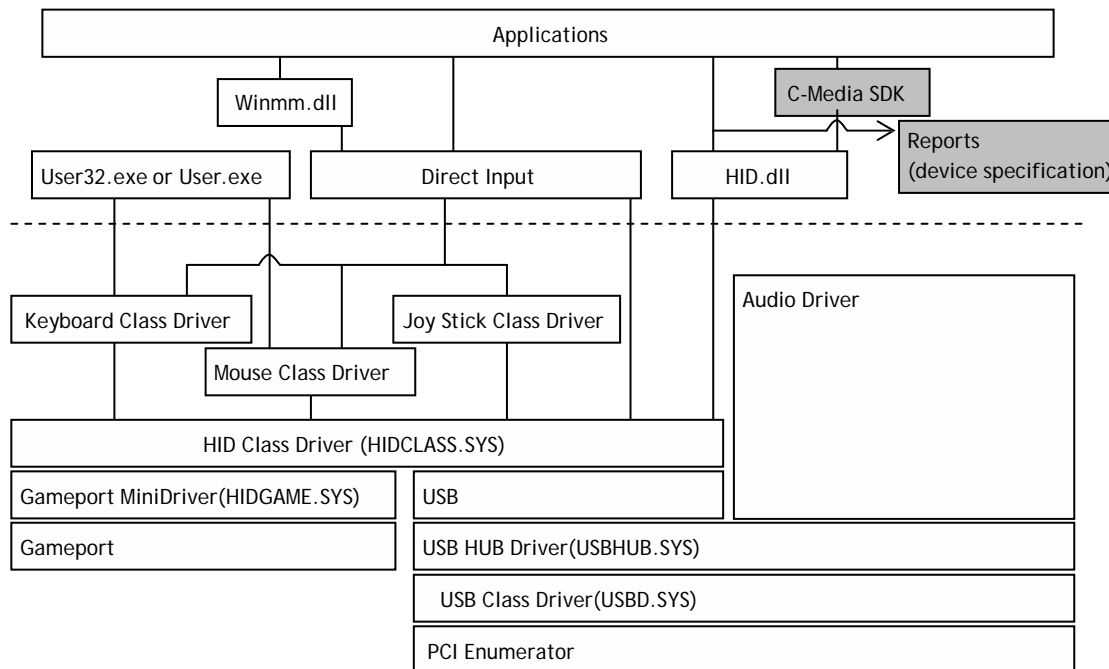 Applications
Winmm.dll
C-Media SDK
Reports
(device specification)
User32.exe or User.exe
Direct Input
HID.dll
Audio Driver
Keyboard Class Driver
Joy Stick Class Driver
Mouse Class Driver
HID Class Driver (HIDCLASS.SYS)
Gameport MiniDriver(HIDGAME.SYS)
USB
Gameport
USB HUB Driver(USBHUB.SYS)
USB Class Driver(USBD.SYS)
PCI Enumerator